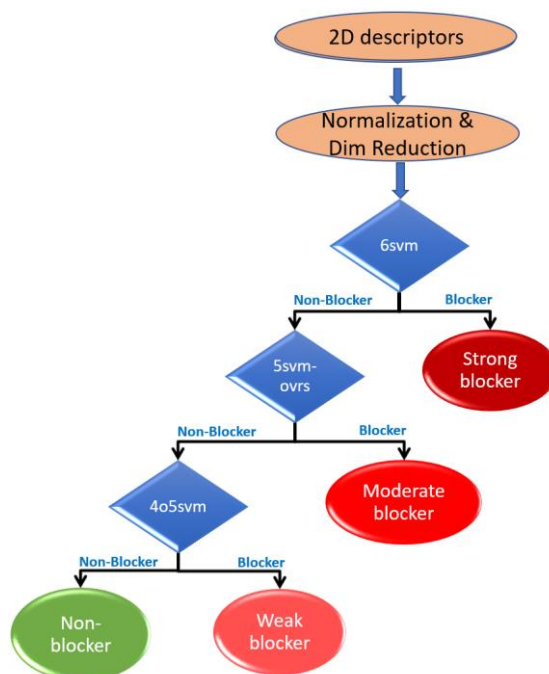 2D descriptors
Normalization &
Dim Reduction
6svm
Non-Blocker
Blocker
Strong
blocker
5svm-
ovrs
Non-Blocker
Blocker
Moderate
blocker
4o5svm
Non-Blocker
Blocker
Non-
blocker
Weak
blocker